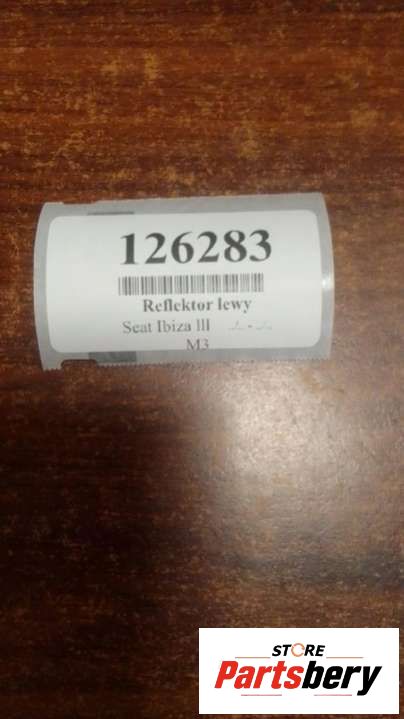 126283
Reflektor lewy
Seat Ibiza III
M3
STORE
Partsbery